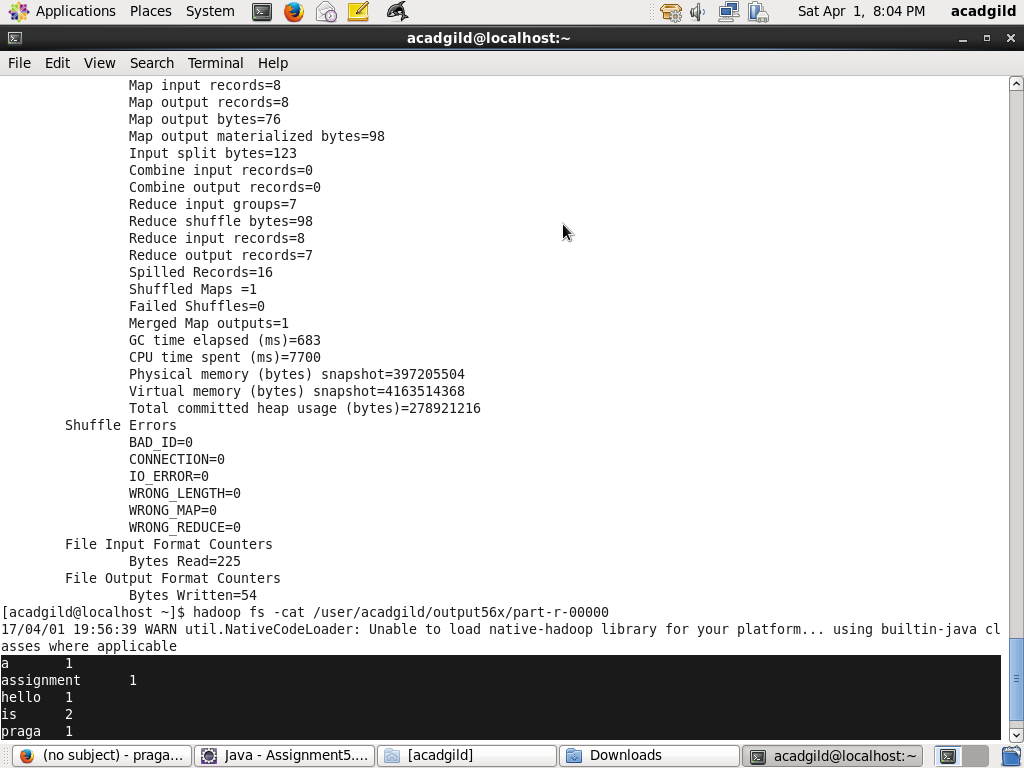 Applications Places System Sat Apr 1, 8:04 PM acadgild
acadgild@localhost:~
File Edit View Search Terminal Help
Map input records=8
Map output records=8
Map output bytes=76
Map output materialized bytes=98
Input split bytes=123
Combine input records=0
Combine output records=0
Reduce input groups=7
Reduce shuffle bytes=98
Reduce input records=8
Reduce output records=7
Spilled Records=16
Shuffled Maps =1
Failed Shuffles=0
Merged Map outputs=1
GC time elapsed (ms)=683
CPU time spent (ms)=7700
Physical memory (bytes) snapshot=397205504
Virtual memory (bytes) snapshot=4163514368
Total committed heap usage (bytes)=278921216
Shuffle Errors
BAD_ID=0
CONNECTION=0
IO_ERROR=0
WRONG_LENGTH=0
WRONG_MAP=0
WRONG_REDUCE=0
File Input Format Counters
Bytes Read=225
File Output Format Counters
Bytes Written=54
[acadgild@localhost ~]$ hadoop fs -cat /user/acadgild/output56x/part-r-00000
17/04/01 19:56:39 WARN util.NativeCodeLoader: Unable to load native-hadoop library for your platform... using builtin-java cl
asses where applicable
a 1
assignment 1
hello 1
is 2
praga 1
(no subject) - praga... Java - Assignment5.... [acadgild] Downloads acadgild@localhost:~